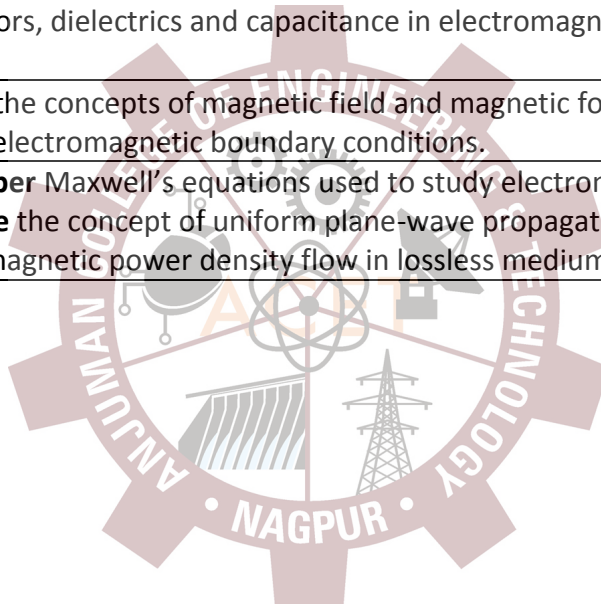 ors, dielectrics and capacitance in electromagn
the concepts of magnetic field and magnetic fo
electromagnetic boundary conditions.
ber Maxwell’s equations used to study electron
e the concept of uniform plane-wave propagat
nagnetic power density flow in lossless medium
ANJUMAN COLLEGE OF ENGINEERING & TECHNOLOGY
ACET
• NAGPUR •